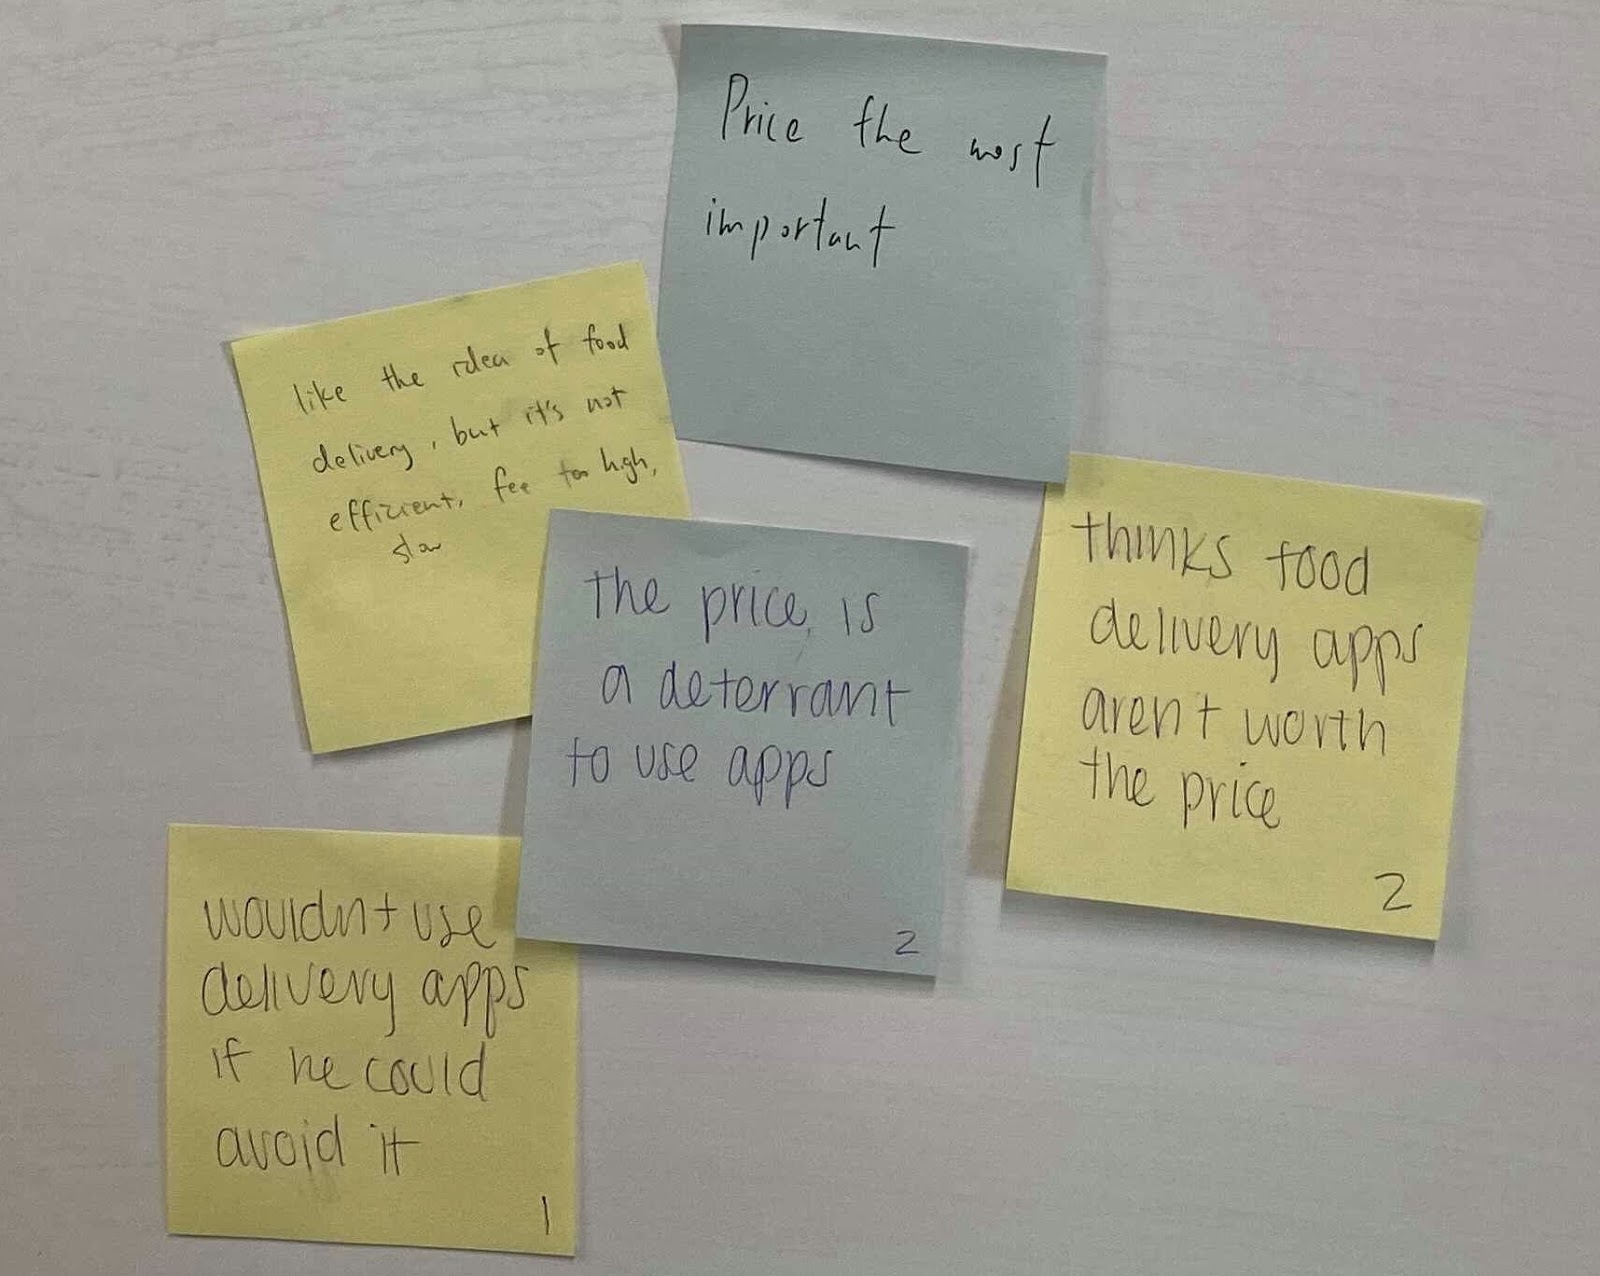 Price the most
important
like the idea of food
delivery, but it's not
efficient, fee too high,
slow
the price is
a deterrant
to use apps
2
thinks food
delivery apps
aren't worth
the price
2
wouldn't use
delivery apps
if he could
avoid it
1